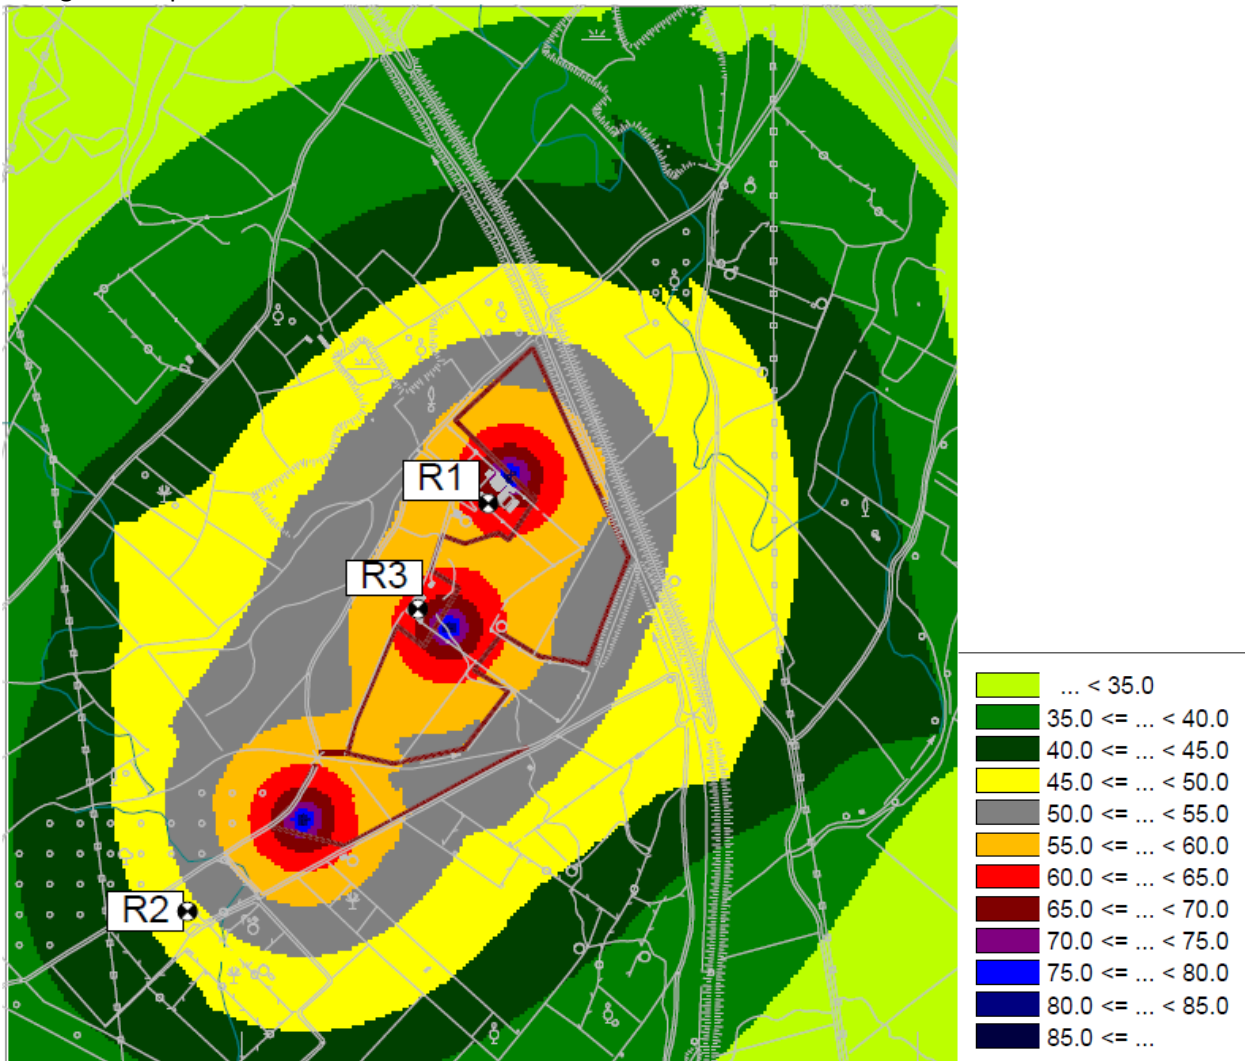 R1
R3
R2
... < 35.0
35.0 <= ... < 40.0
40.0 <= ... < 45.0
45.0 <= ... < 50.0
50.0 <= ... < 55.0
55.0 <= ... < 60.0
60.0 <= ... < 65.0
65.0 <= ... < 70.0
70.0 <= ... < 75.0
75.0 <= ... < 80.0
80.0 <= ... < 85.0
85.0 <= ...